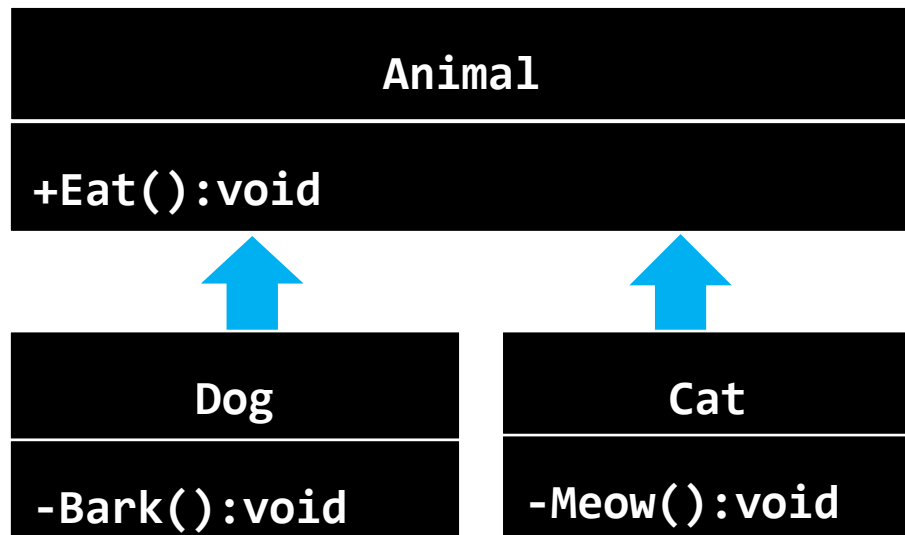 Animal
+Eat():void
Dog
-Bark():void
Cat
-Meow():void